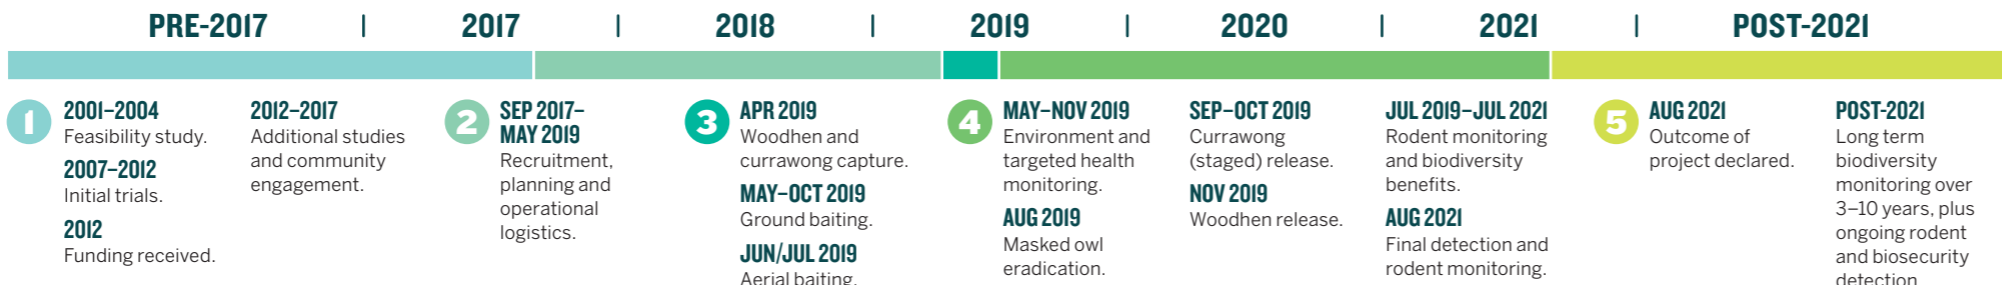 PRE-2017 | 2017 | 2018 | 2019 | 2020 | 2021 | POST-2021
1
2001–2004
Feasibility study.
2007–2012
Initial trials.
2012
Funding received.
2012–2017
Additional studies
and community
engagement.
2
SEP 2017–
MAY 2019
Recruitment,
planning and
operational
logistics.
3
APR 2019
Woodhen and
currawong capture.
MAY–OCT 2019
Ground baiting.
JUN/JUL 2019
Aerial baiting.
4
MAY–NOV 2019
Environment and
targeted health
monitoring.
AUG 2019
Masked owl
eradication.
SEP–OCT 2019
Currawong
(staged) release.
NOV 2019
Woodhen release.
JUL 2019–JUL 2021
Rodent monitoring
and biodiversity
benefits.
AUG 2021
Final detection and
rodent monitoring.
5
AUG 2021
Outcome of
project declared.
POST-2021
Long term
biodiversity
monitoring over
3–10 years, plus
ongoing rodent
and biosecurity
detection